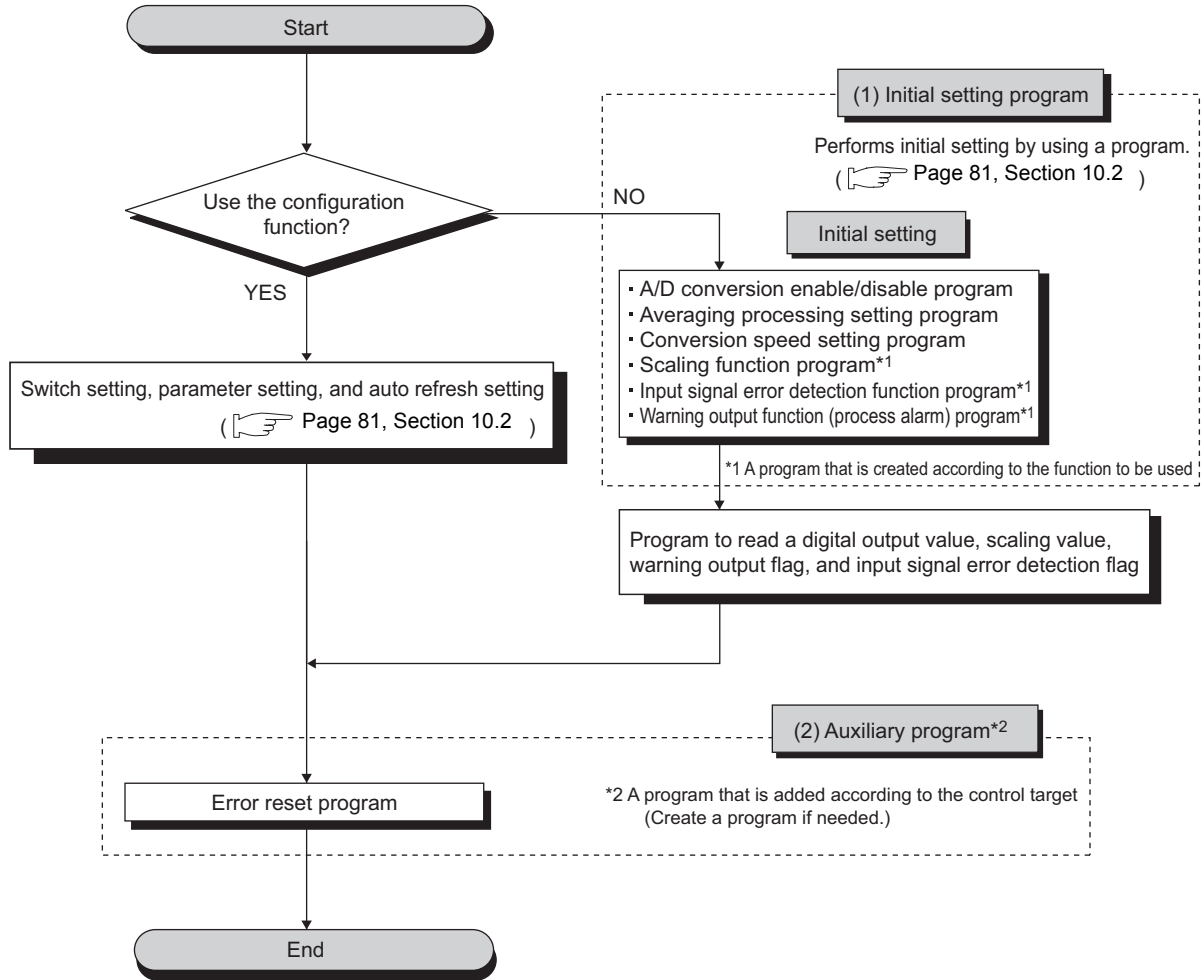 Start
(1) Initial setting program
Performs initial setting by using a program.
( Page 81, Section 10.2 )
Use the configuration
function?
NO
YES
Initial setting
・A/D conversion enable/disable program
・Averaging processing setting program
・Conversion speed setting program
・Scaling function program*1
・Input signal error detection function program*1
・Warning output function (process alarm) program*1
*1 A program that is created according to the function to be used
Switch setting, parameter setting, and auto refresh setting
( Page 81, Section 10.2 )
Program to read a digital output value, scaling value,
warning output flag, and input signal error detection flag
(2) Auxiliary program*2
Error reset program
*2 A program that is added according to the control target
(Create a program if needed.)
End